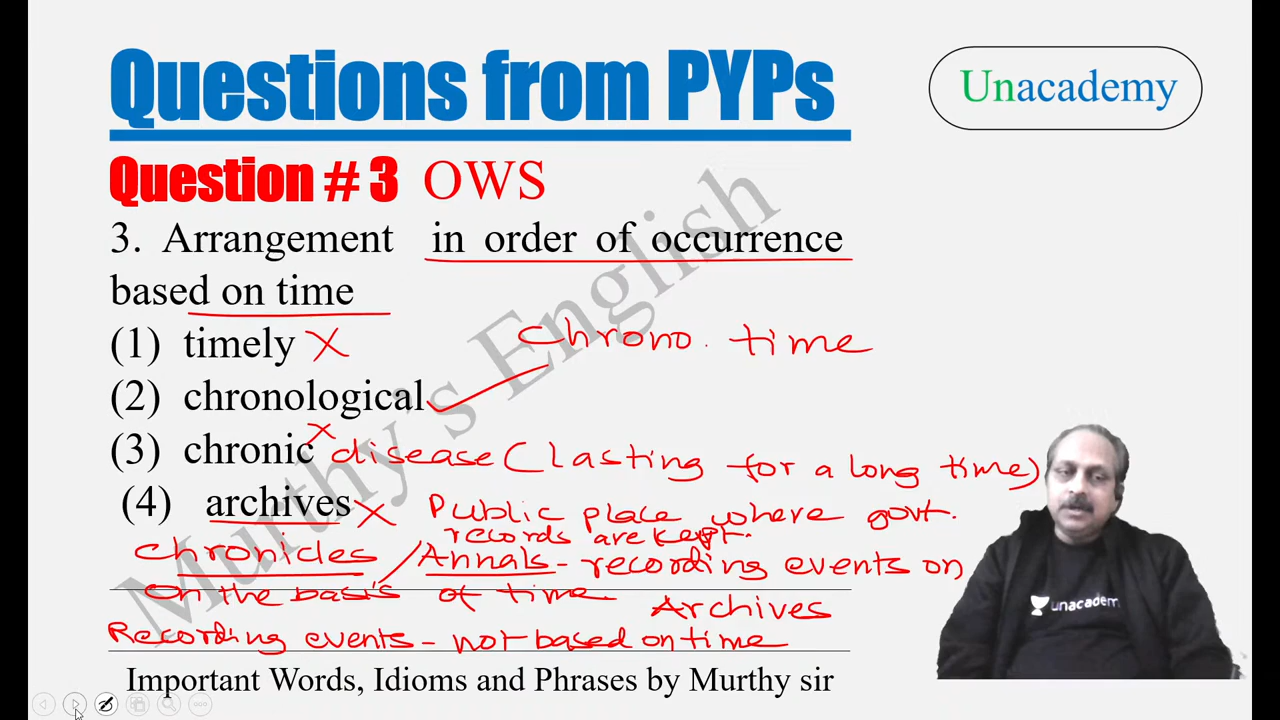 Questions from PYPs
Unacademy
Question # 3 OWS
3. Arrangement in order of occurrence
based on time
(1) timely X
Chrono. time
(2) chronological
(3) chronic X disease (lasting for a long time)
(4) archives X Public place where govt.
records are kept.
chronicles / Annals - recording events on
on the basis of time. Archives
Recording events - not based on time
Important Words, Idioms and Phrases by Murthy sir
Murthy's English
unacademy